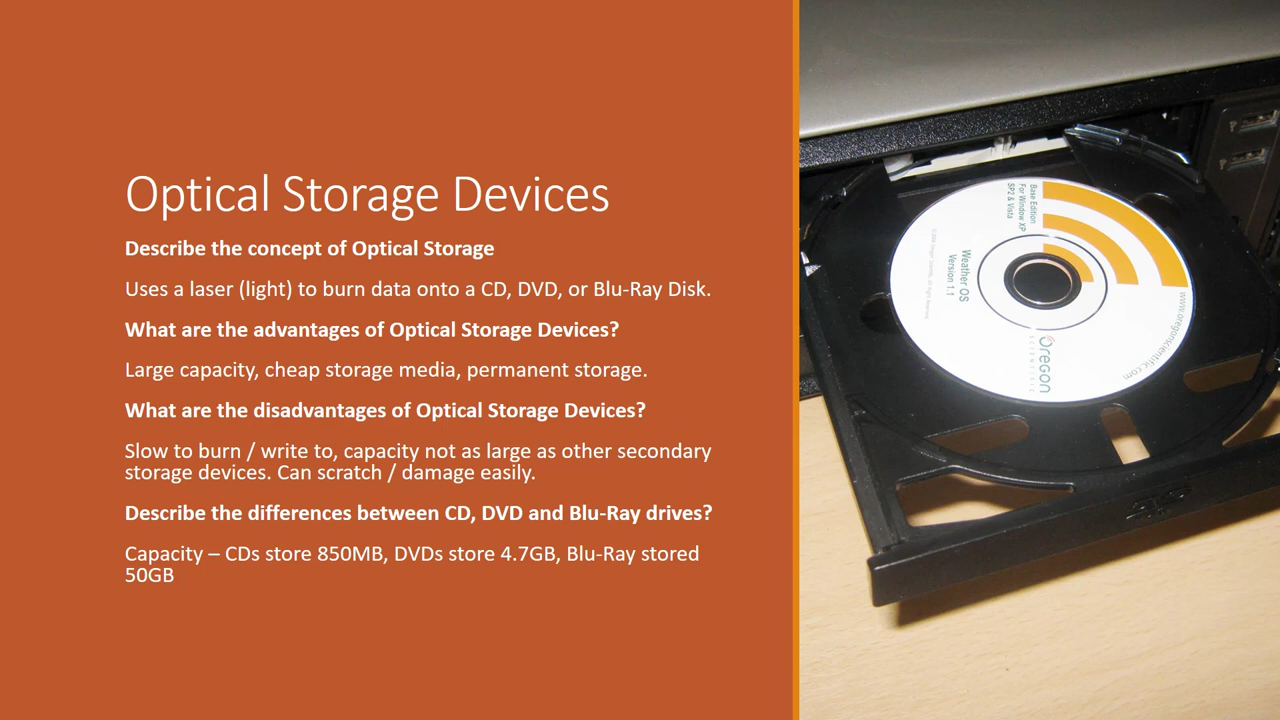 Optical Storage Devices
Describe the concept of Optical Storage
Uses a laser (light) to burn data onto a CD, DVD, or Blu-Ray Disk.
What are the advantages of Optical Storage Devices?
Large capacity, cheap storage media, permanent storage.
What are the disadvantages of Optical Storage Devices?
Slow to burn / write to, capacity not as large as other secondary
storage devices. Can scratch / damage easily.
Describe the differences between CD, DVD and Blu-Ray drives?
Capacity – CDs store 850MB, DVDs store 4.7GB, Blu-Ray stored
50GB
Base Edition
For Window XP
SP2 & Vista
Weather OS
Version 1.1
Oregon
SCIENTIFIC
www.oregonscientific.com